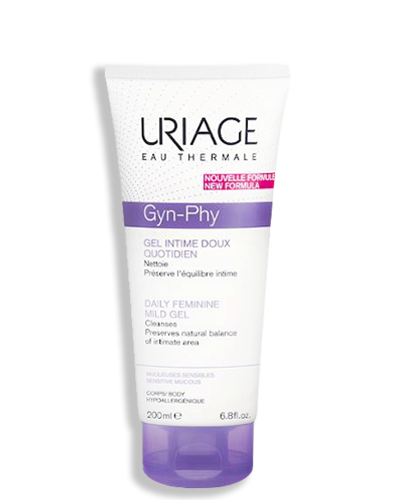 URIAGE
EAU THERMALE
NOUVELLE FORMULE
NEW FORMULA
Gyn-Phy
GEL INTIME DOUX
QUOTIDIEN
Nettoie
Préserve l'équilibre intime
DAILY FEMININE
MILD GEL
Cleanses
Preserves natural balance
of intimate area
MUQUEUSES SENSIBLES
SENSITIVE MUCOUS
CORPS/ BODY
HYPOALLERGÉNIQUE
200ml e 6.8fl.oz.